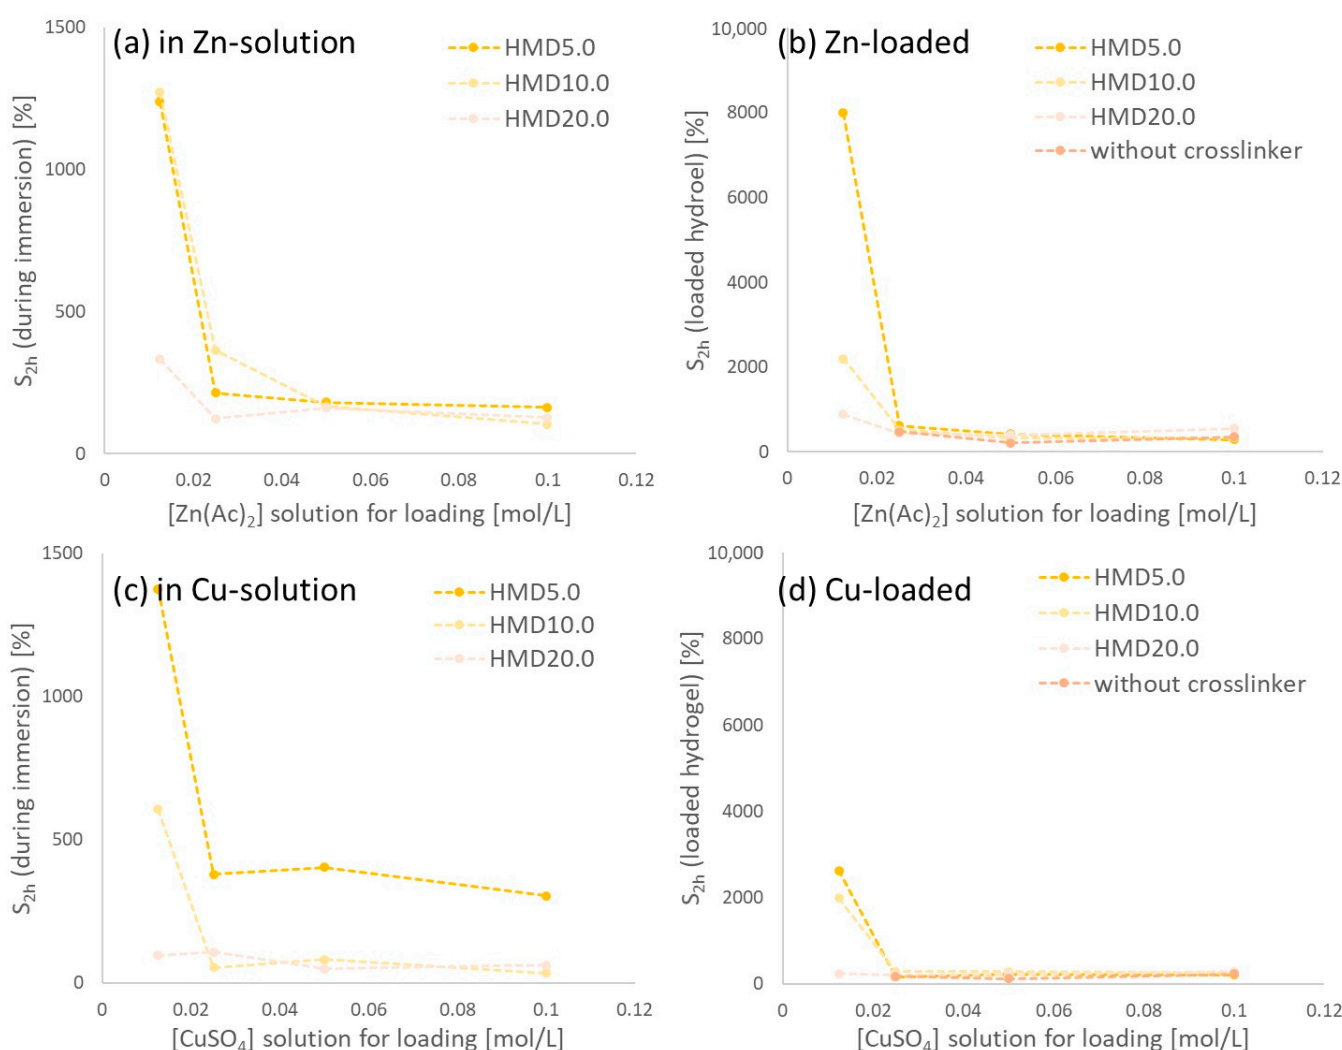 (a) in Zn-solution
HMD5.0
HMD10.0
HMD20.0
S2h (during immersion) [%]
1500
1000
500
0
0 0.02 0.04 0.06 0.08 0.1 0.12
[Zn(Ac)2] solution for loading [mol/L]
(b) Zn-loaded
HMD5.0
HMD10.0
HMD20.0
without crosslinker
S2h (loaded hydroel) [%]
10,000
8000
6000
4000
2000
0
0 0.02 0.04 0.06 0.08 0.1 0.12
[Zn(Ac)2] solution for loading [mol/L]
(c) in Cu-solution
HMD5.0
HMD10.0
HMD20.0
S2h (during immersion) [%]
1500
1000
500
0
0 0.02 0.04 0.06 0.08 0.1 0.12
[CuSO4] solution for loading [mol/L]
(d) Cu-loaded
HMD5.0
HMD10.0
HMD20.0
without crosslinker
S2h (loaded hydrogel) [%]
10,000
8000
6000
4000
2000
0
0 0.02 0.04 0.06 0.08 0.1 0.12
[CuSO4] solution for loading [mol/L]